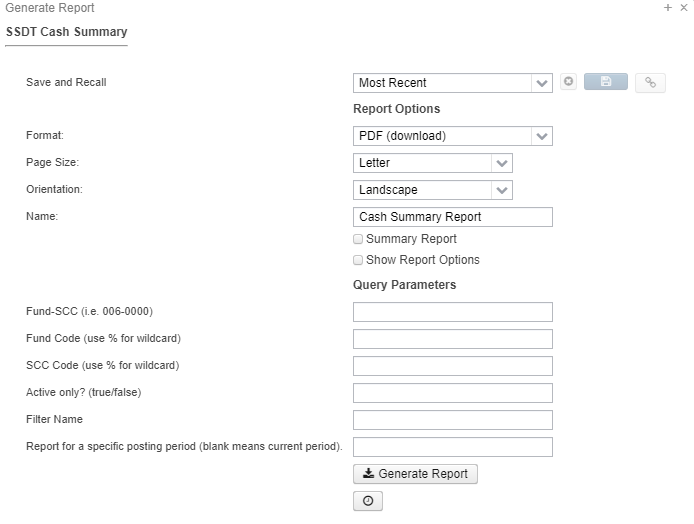 Generate Report
SSDT Cash Summary
Save and Recall Most Recent
Report Options
Format: PDF (download)
Page Size: Letter
Orientation: Landscape
Name: Cash Summary Report
Summary Report
Show Report Options
Query Parameters
Fund-SCC (i.e. 006-0000)
Fund Code (use % for wildcard)
SCC Code (use % for wildcard)
Active only? (true/false)
Filter Name
Report for a specific posting period (blank means current period).
Generate Report